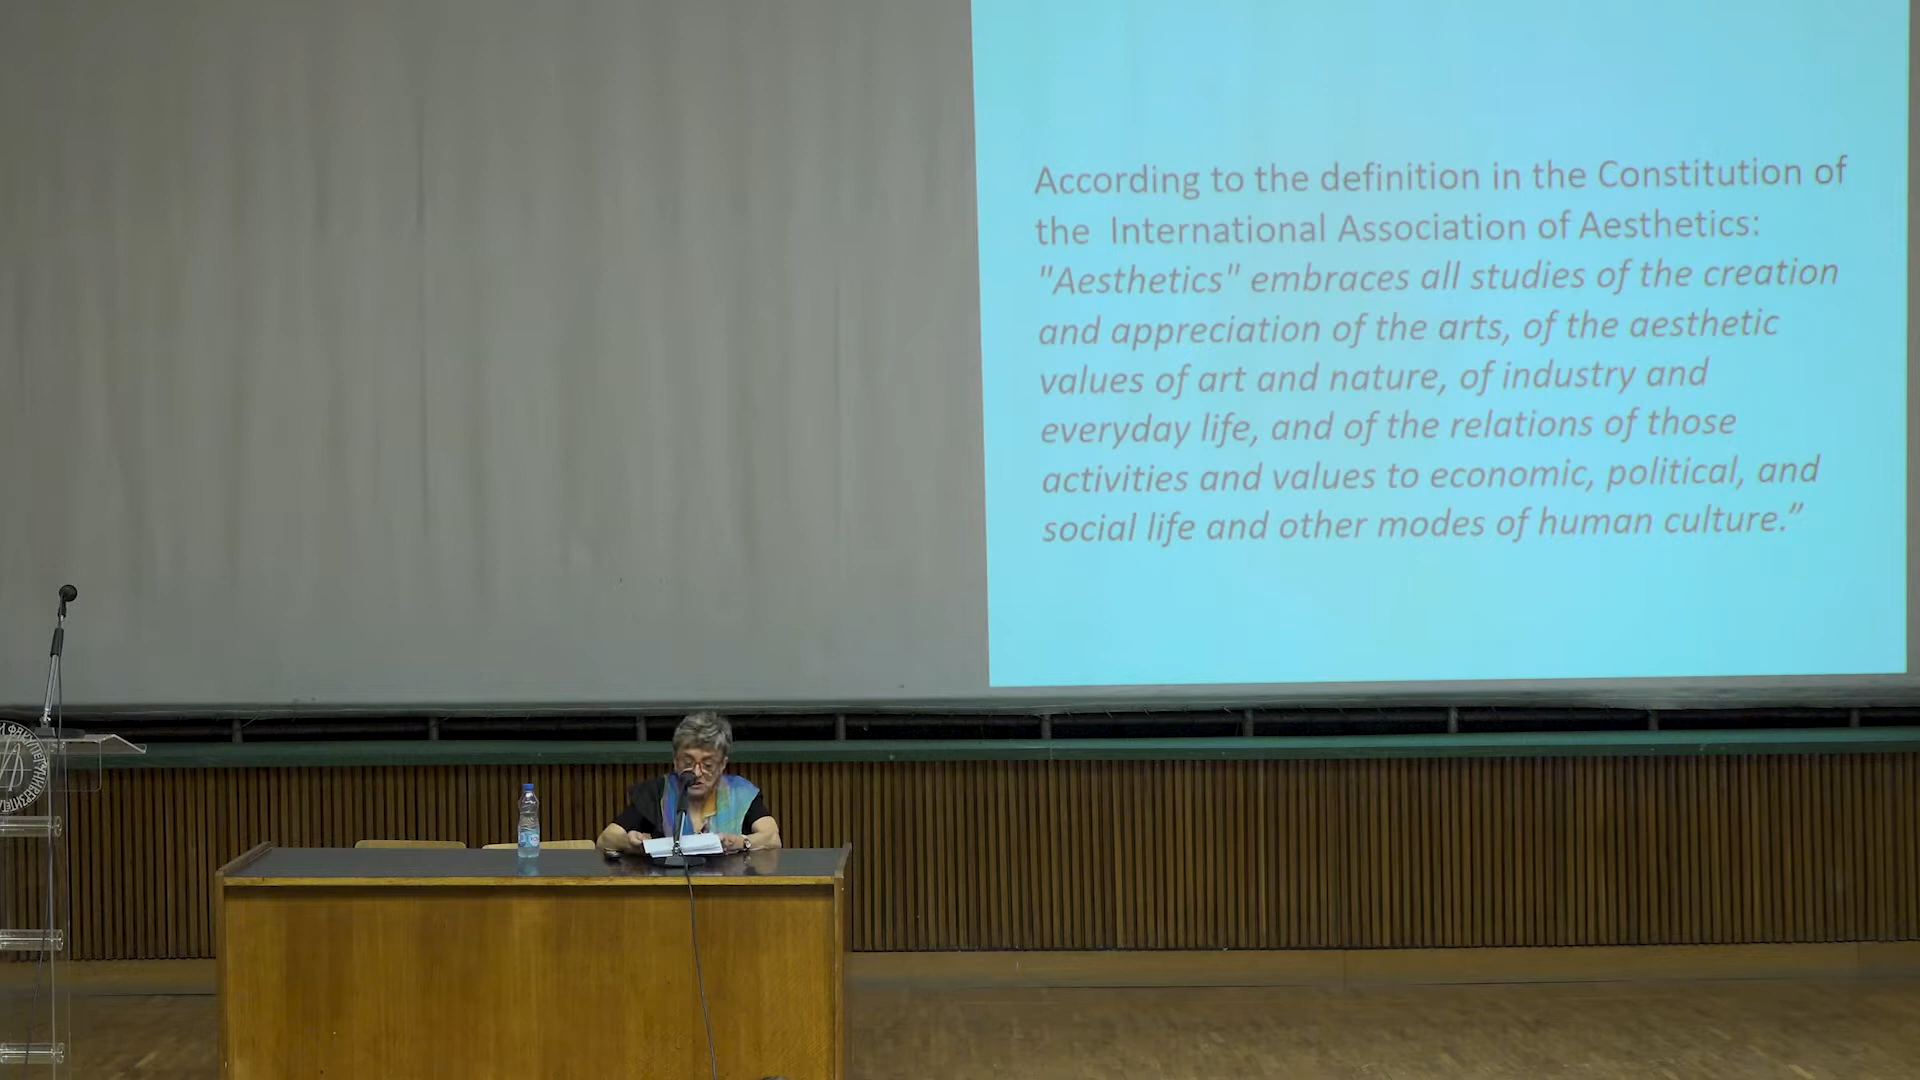 According to the definition in the Constitution of
the International Association of Aesthetics:
"Aesthetics" embraces all studies of the creation
and appreciation of the arts, of the aesthetic
values of art and nature, of industry and
everyday life, and of the relations of those
activities and values to economic, political, and
social life and other modes of human culture.”